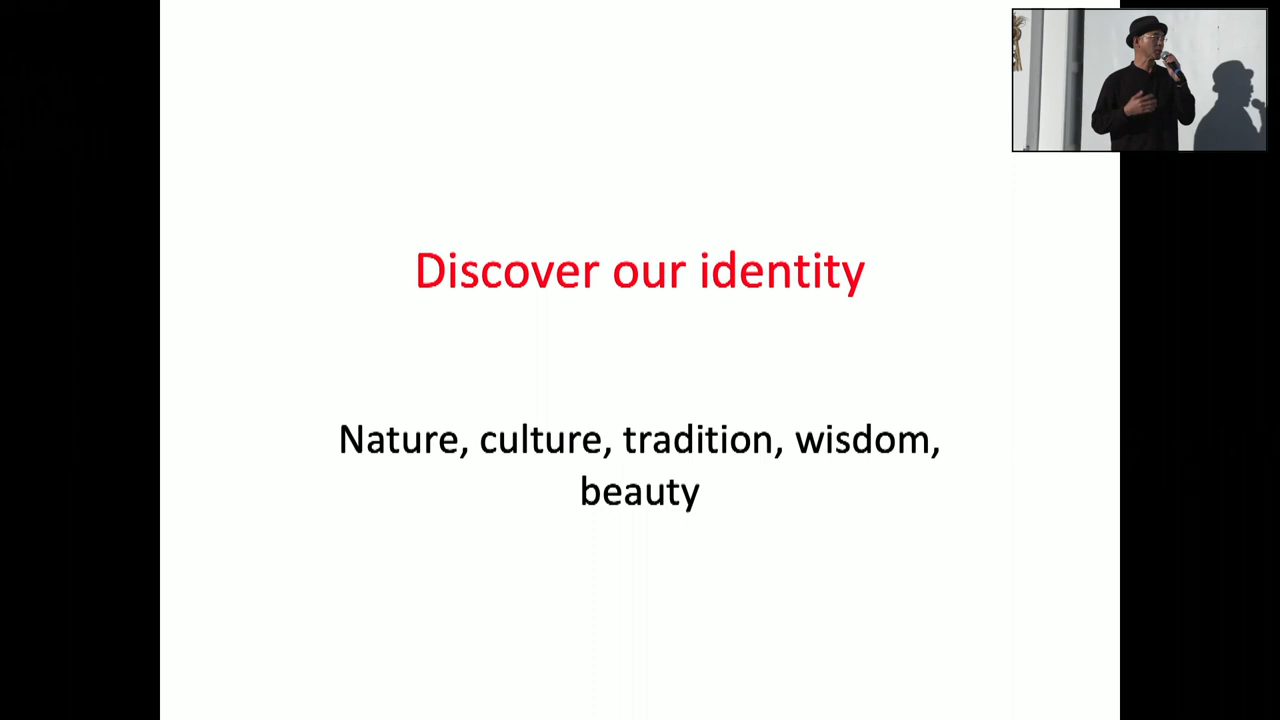 Discover our identity
Nature, culture, tradition, wisdom,
beauty